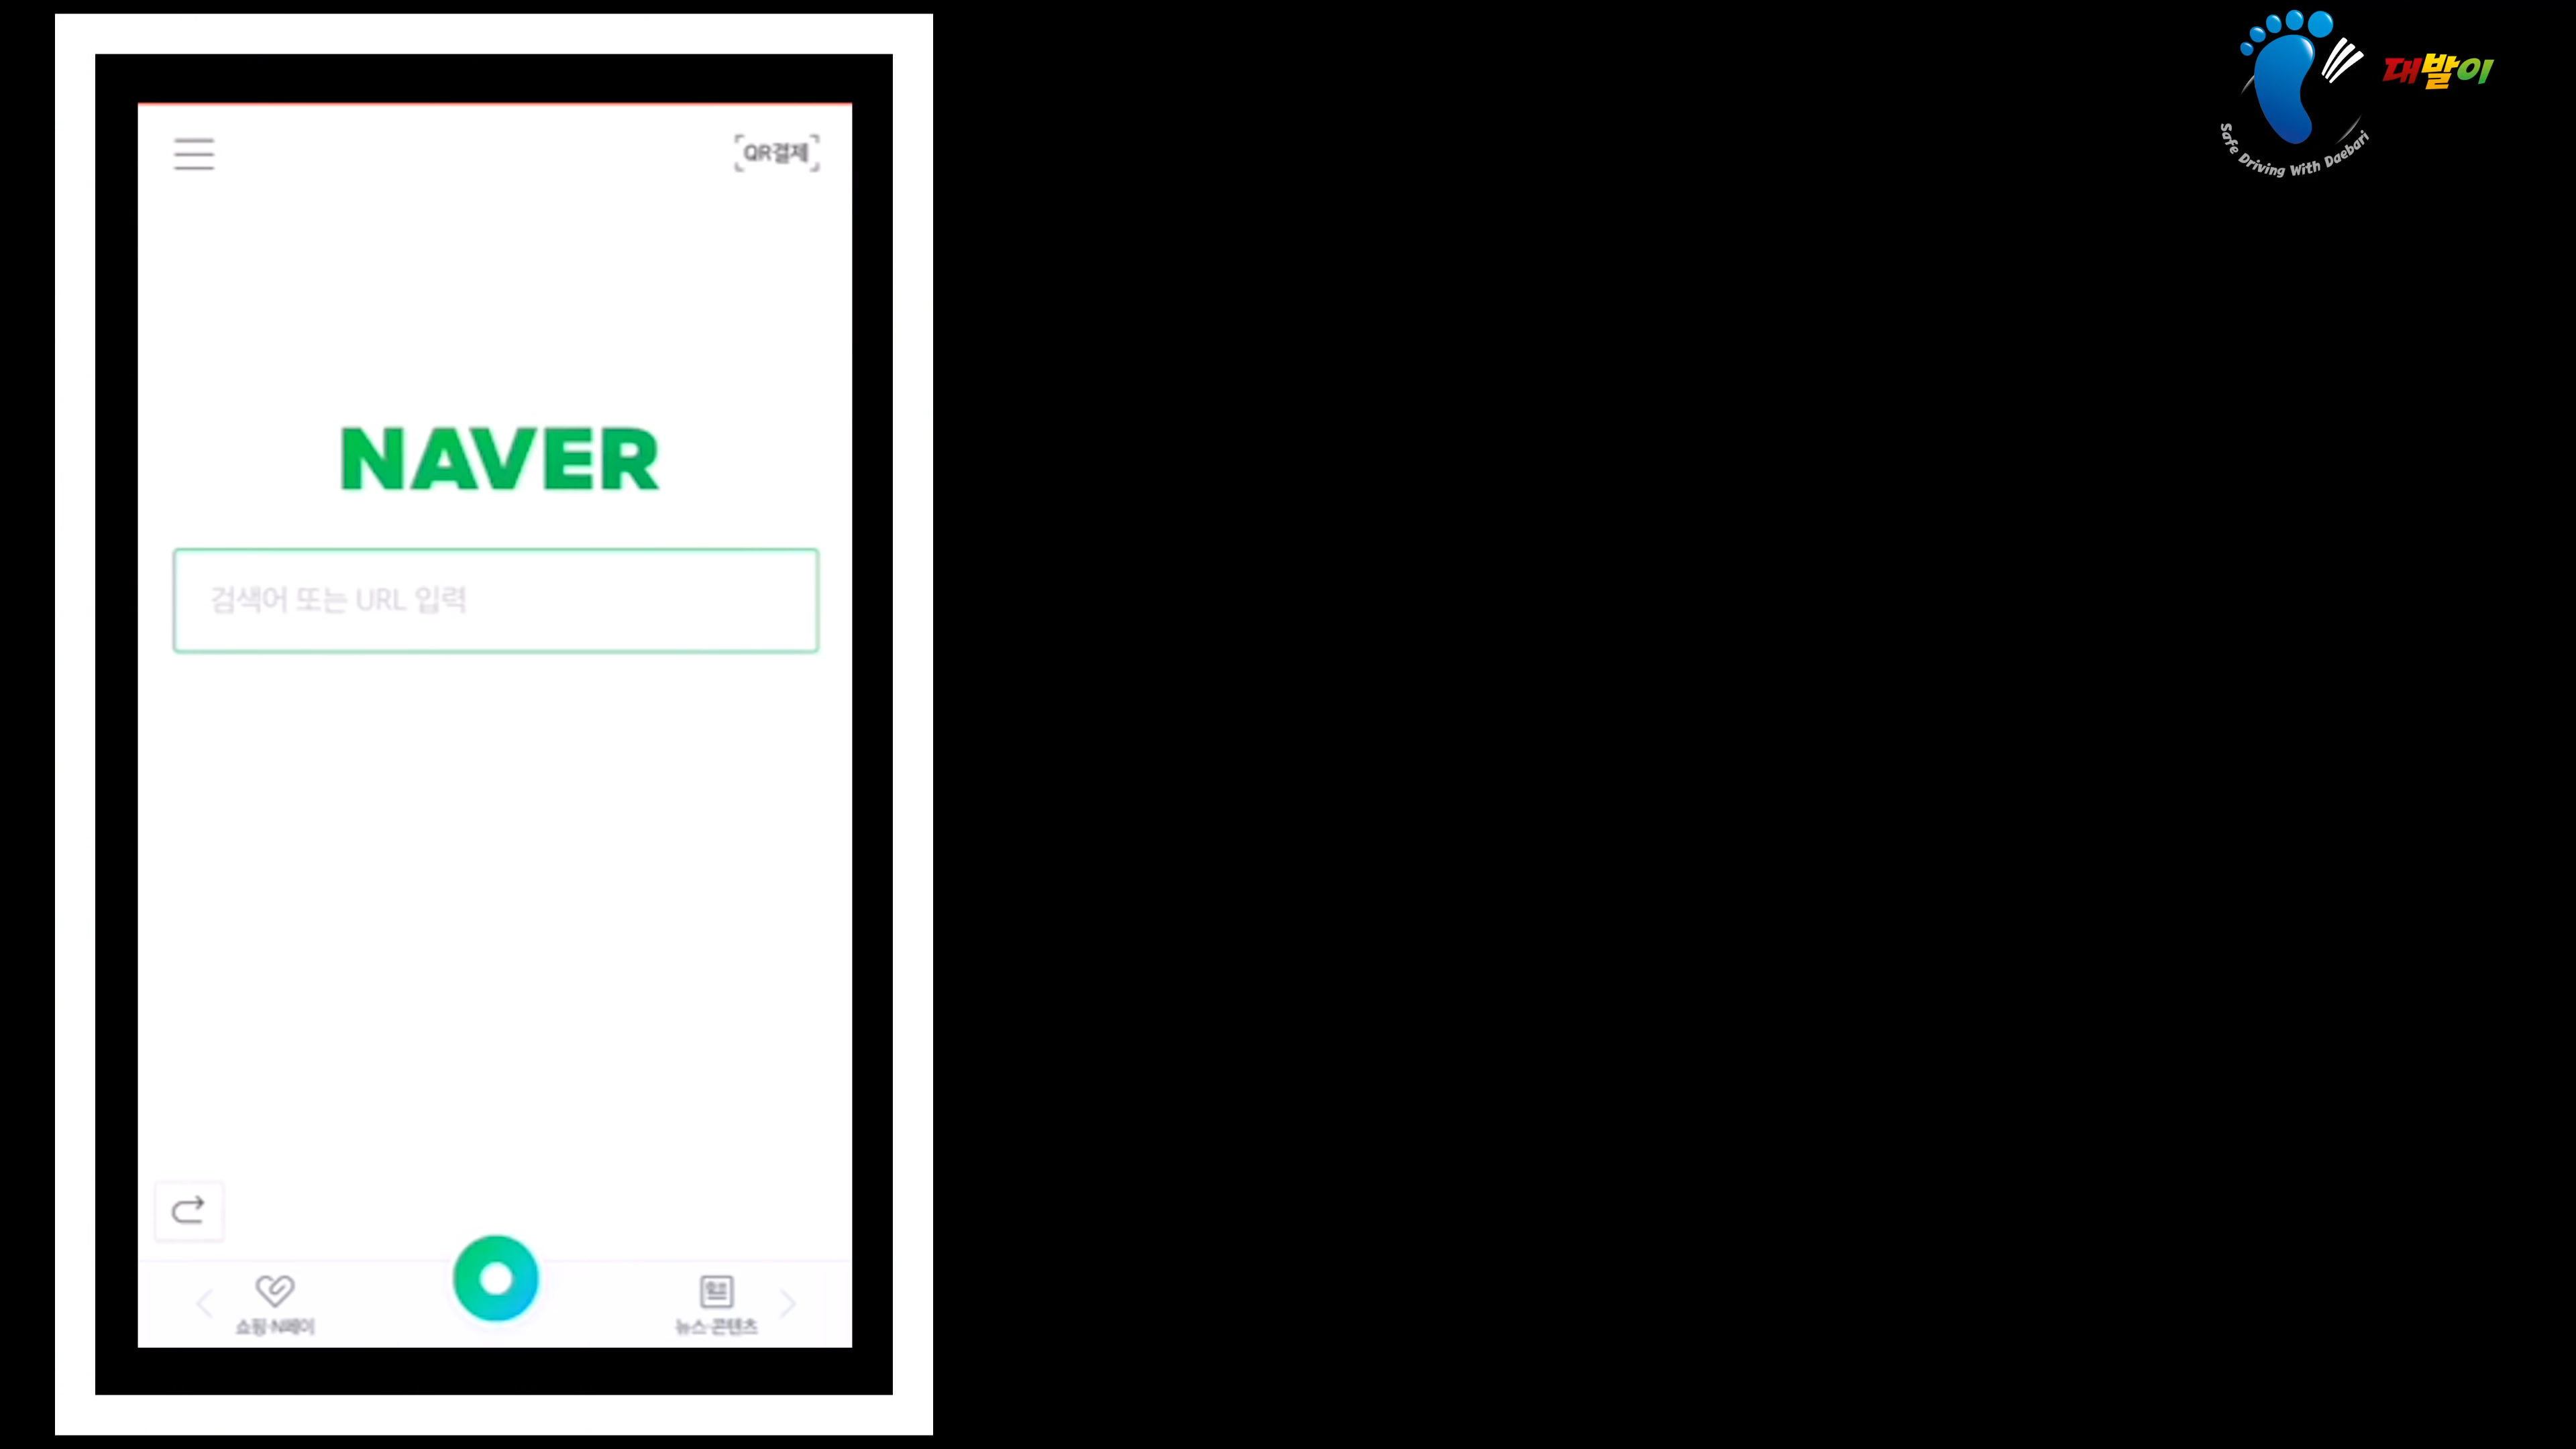 QR결제
NAVER
검색어 또는 URL 입력
쇼핑·N페이
뉴스·콘텐츠
대발이
Safe Driving With Daebari